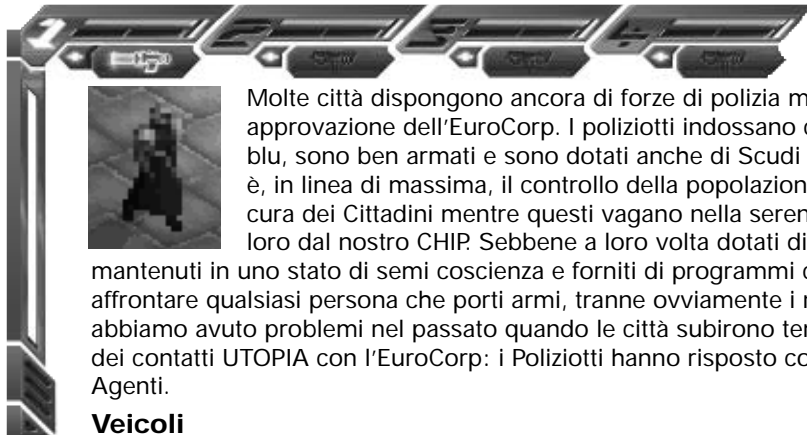 1
2
3
4
Molte città dispongono ancora di forze di polizia
approvazione dell'EuroCorp. I poliziotti indossano
blu, sono ben armati e sono dotati anche di Scudi
è, in linea di massima, il controllo della
cura dei Cittadini mentre questi vagano nella
loro dal nostro CHIP. Sebbene a loro volta dotati di
mantenuti in uno stato di semi coscienza e forniti di programmi
affrontare qualsiasi persona che porti armi, tranne ovviamente i
abbiamo avuto problemi nel passato quando le città subirono
dei contatti UTOPIA con l'EuroCorp: i Poliziotti hanno risposto
Agenti.
Veicoli